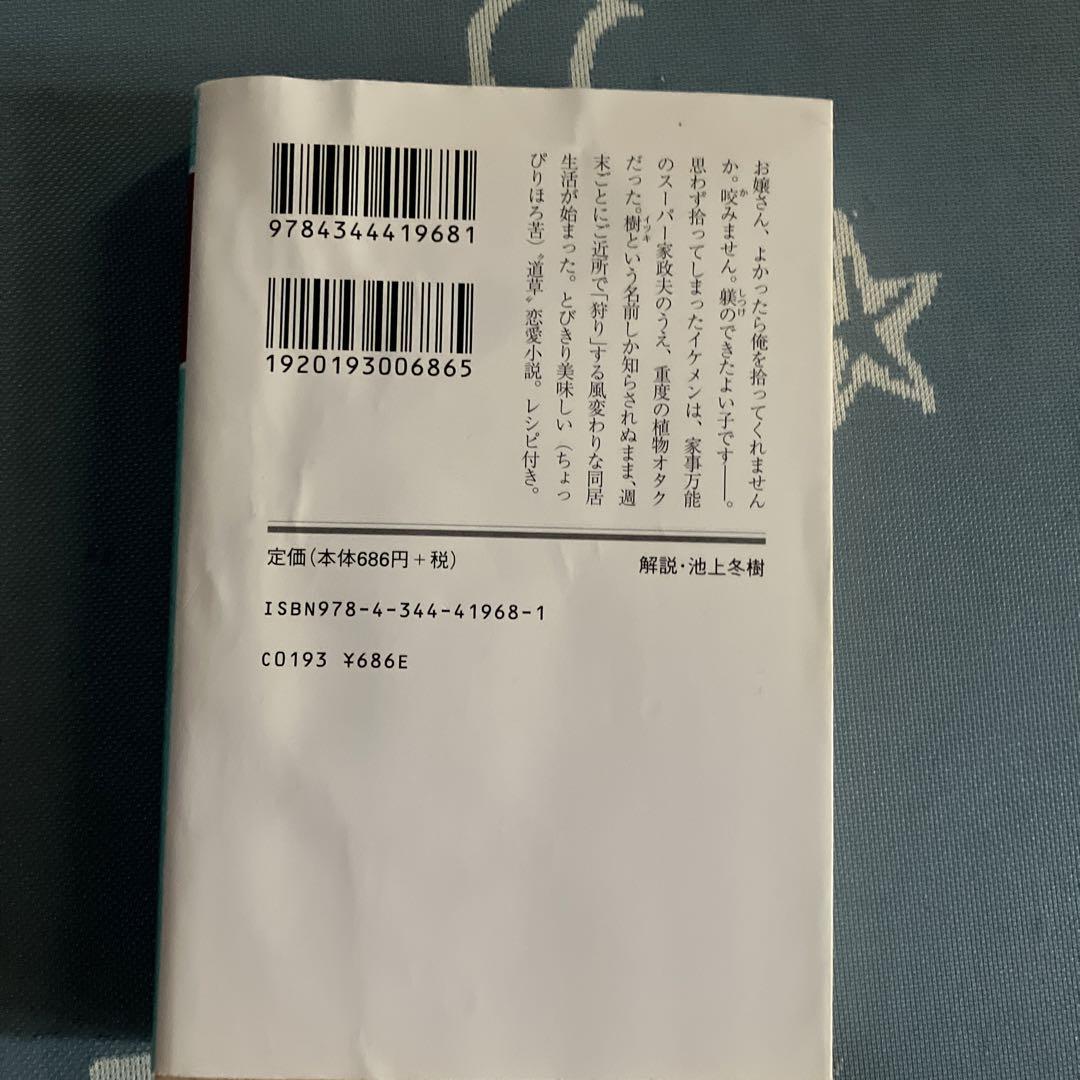 お嬢さん、よかったら俺を拾ってくれません
か。咬みません。躾のできたよい子です――。
思わず拾ってしまったイケメンは、家事万能
のスーパー家政夫のうえ、重度の植物オタク
だった。樹という名前しか知らされぬまま、週
末ごとにご近所で「狩り」する風変わりな同居
生活が始まった。とびきり美味しい（ちょっ
ぴりほろ苦）〝道草〟恋愛小説。レシピ付き。
9784344419681
1920193006865
定価（本体686円＋税）
解説・池上冬樹
ISBN978-4-344-41968-1
C0193 ¥686E